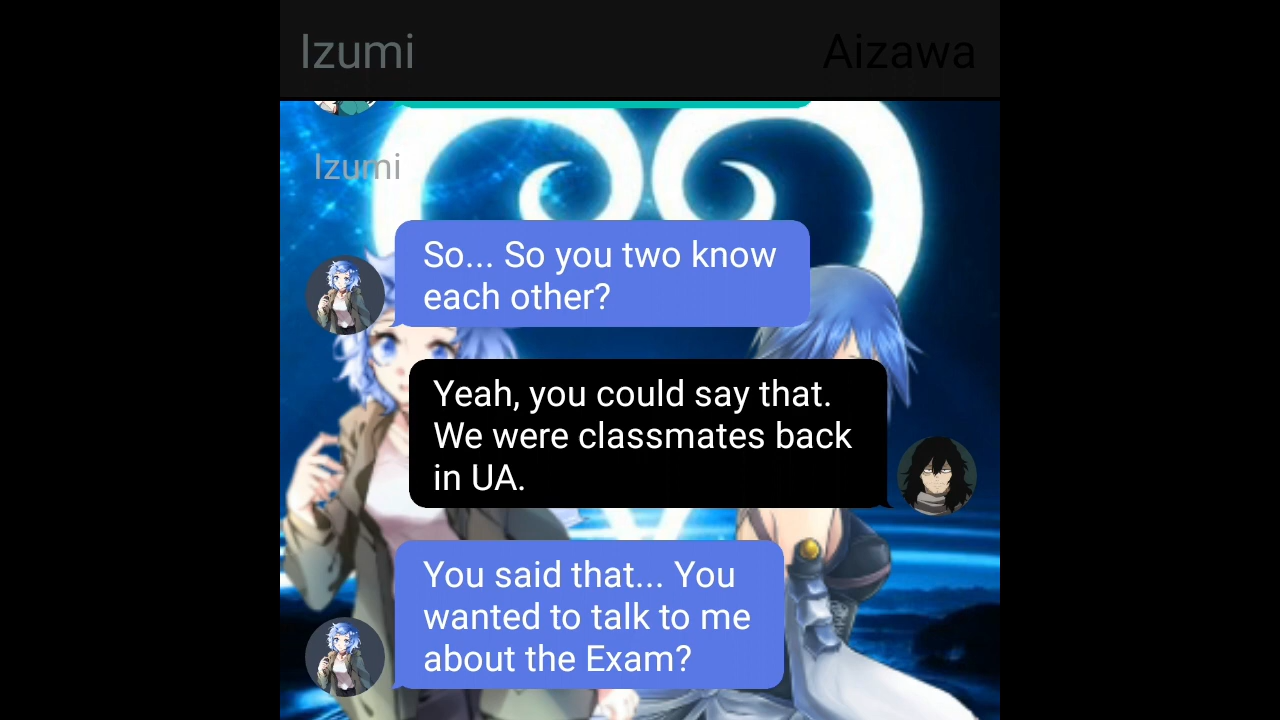 Izumi
Aizawa
Izumi
So... So you two know
each other?
Yeah, you could say that.
We were classmates back
in UA.
You said that... You
wanted to talk to me
about the Exam?